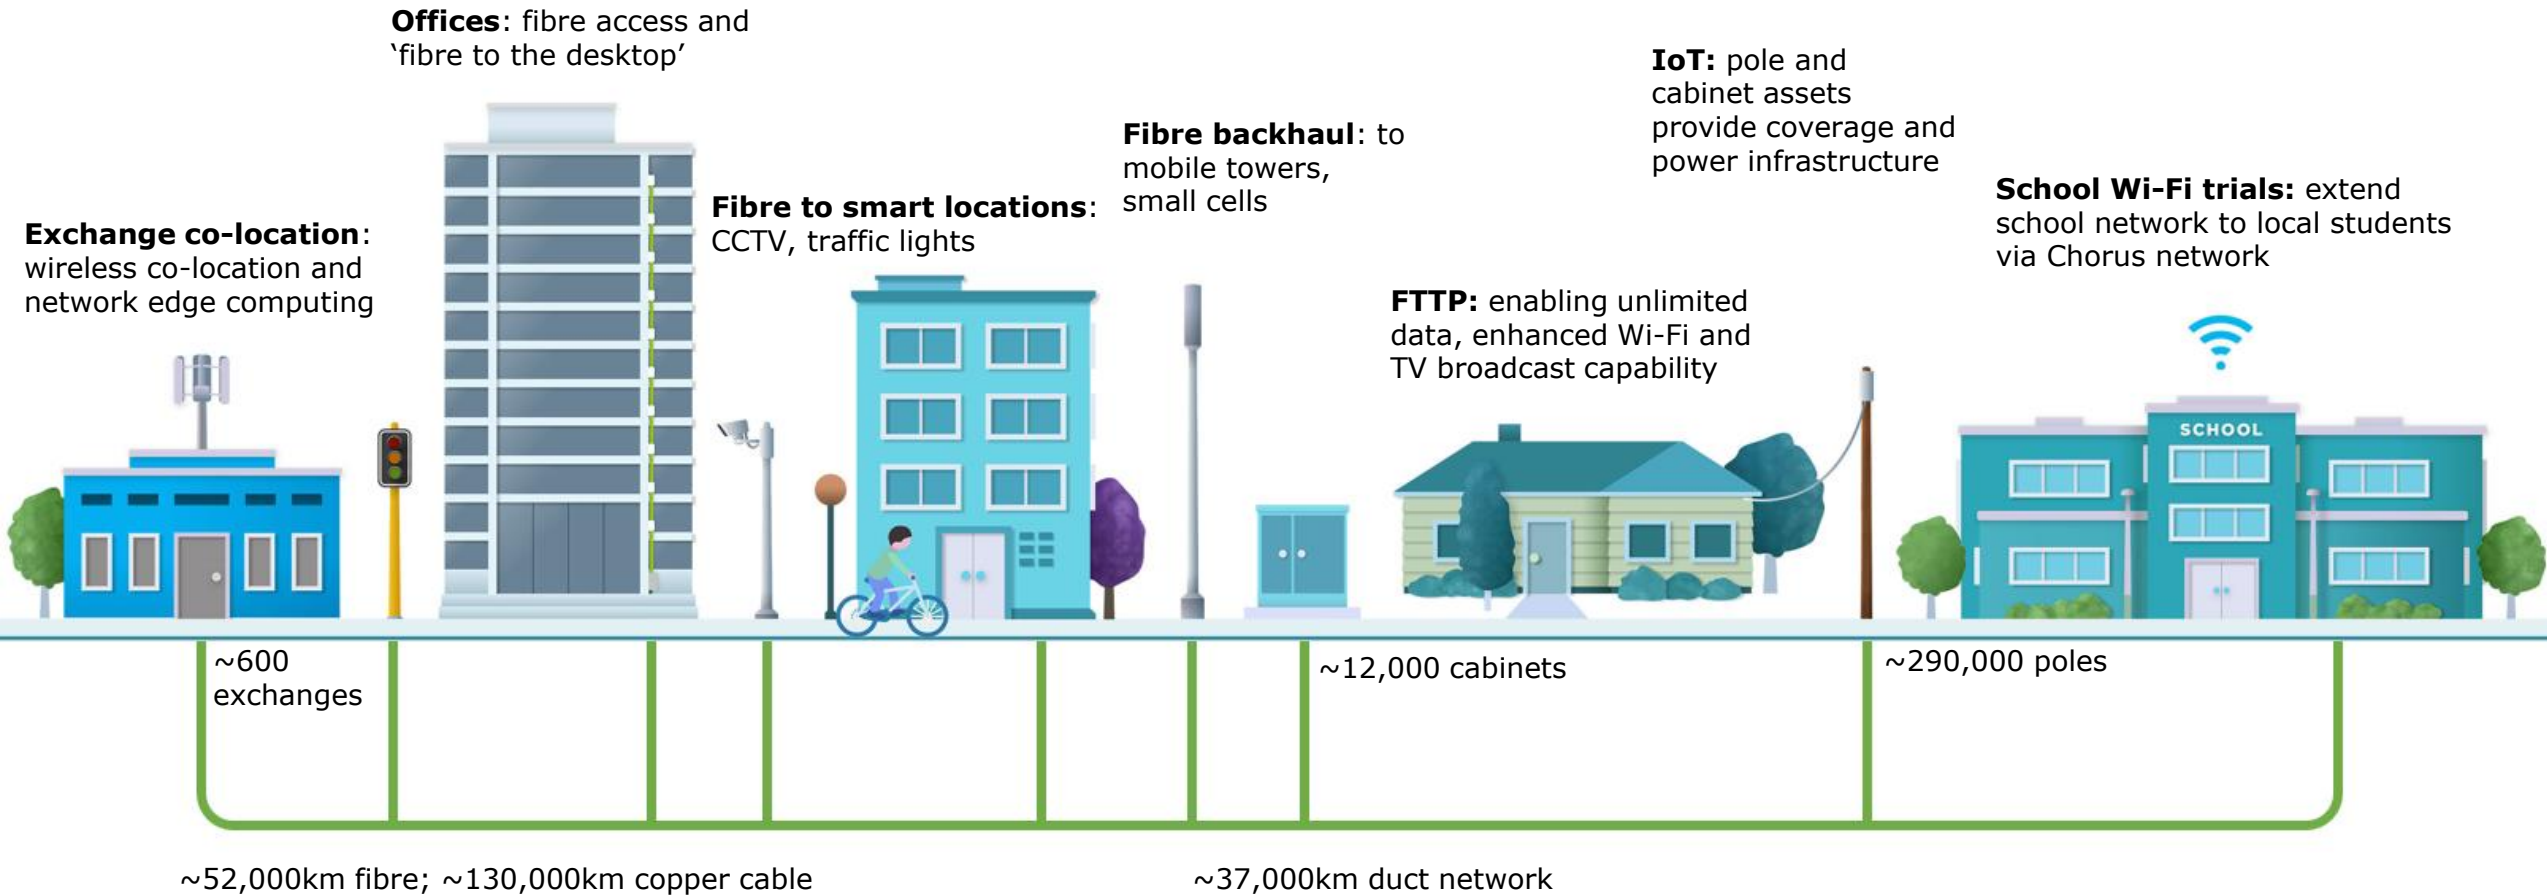 Offices: fibre access and
‘fibre to the desktop’
IoT: pole and
cabinet assets
provide coverage and
power infrastructure
Fibre backhaul: to
mobile towers,
small cells
School Wi-Fi trials: extend
school network to local students
via Chorus network
Fibre to smart locations:
CCTV, traffic lights
Exchange co-location:
wireless co-location and
network edge computing
FTTP: enabling unlimited
data, enhanced Wi-Fi and
TV broadcast capability
SCHOOL
~600
exchanges
~12,000 cabinets
~290,000 poles
~52,000km fibre; ~130,000km copper cable
~37,000km duct network